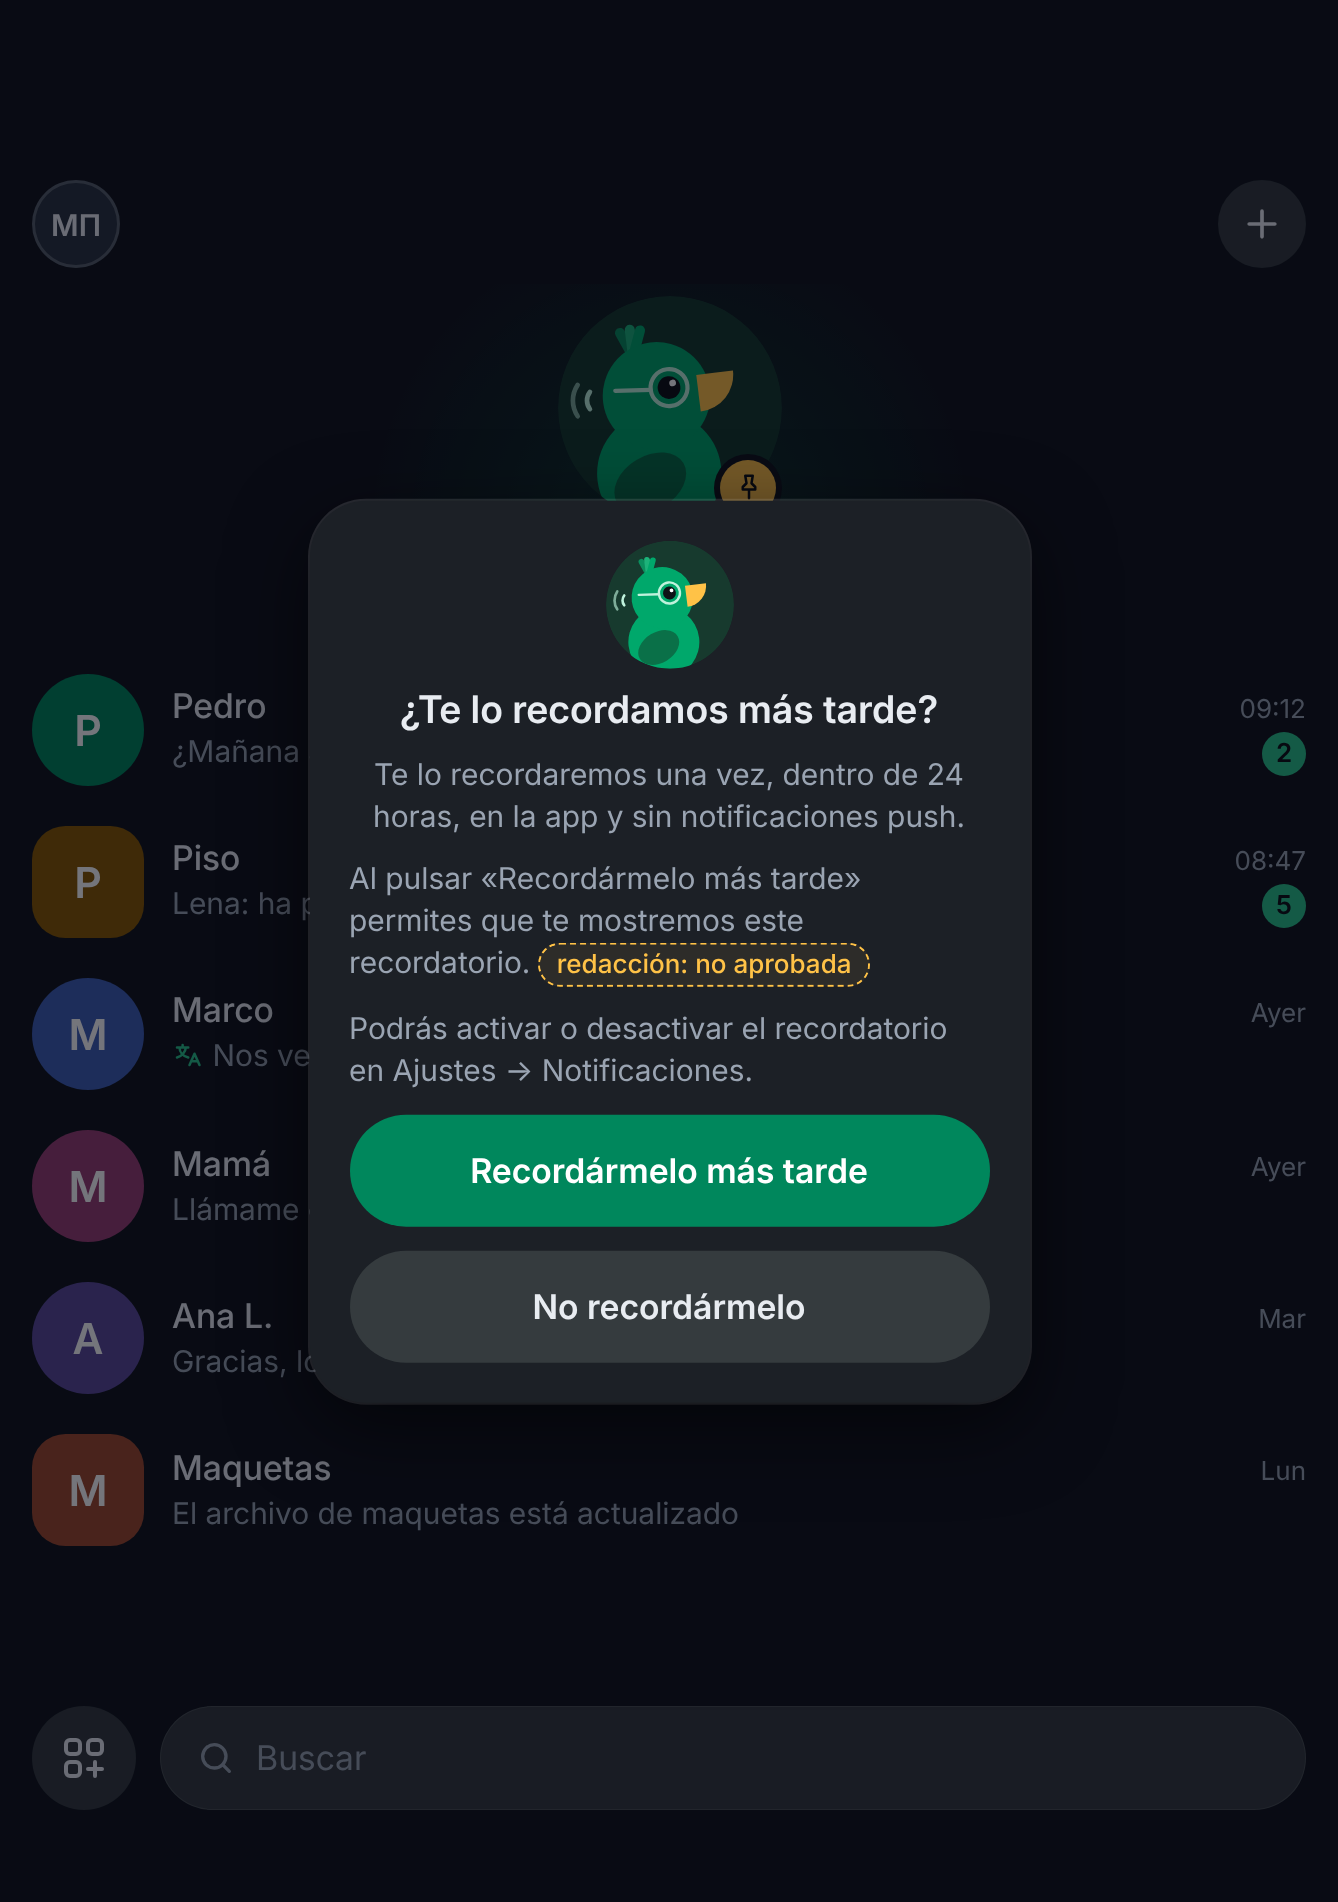 МП
¿Te lo recordamos más tarde?
Te lo recordaremos una vez, dentro de 24
horas, en la app y sin notificaciones push.
Al pulsar «Recordármelo más tarde»
permites que te mostremos este
recordatorio. redacción: no aprobada
Podrás activar o desactivar el recordatorio
en Ajustes → Notificaciones.
Recordármelo más tarde
No recordármelo
P
Pedro
09:12
¿Mañana
2
P
Piso
08:47
Lena: ha
5
M
Marco
Ayer
Nos
M
Mamá
Ayer
Llámame
A
Ana L.
Mar
Gracias,
M
Maquetas
Lun
El archivo de maquetas está actualizado
Buscar